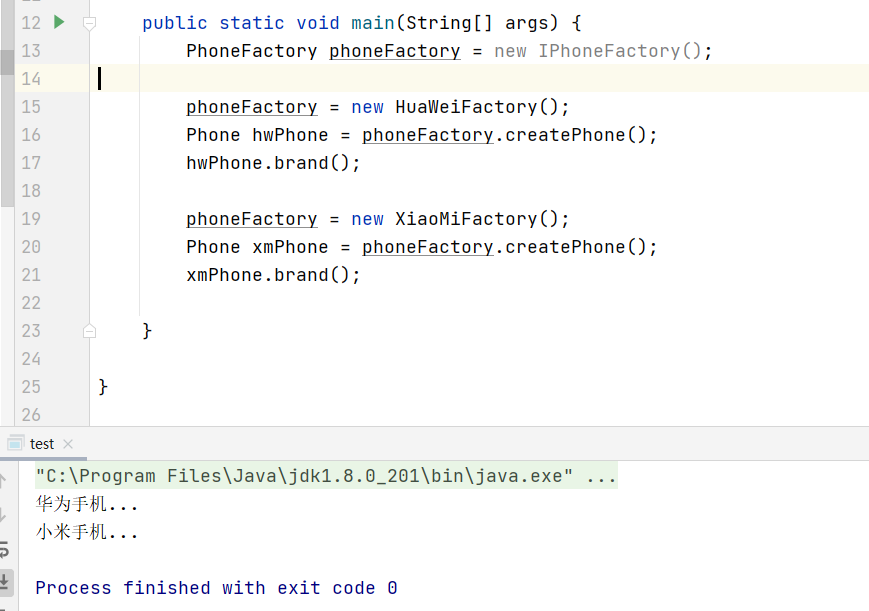 12 public static void main(String[] args) {
13 PhoneFactory phoneFactory = new IPhoneFactory();
14
15 phoneFactory = new HuaWeiFactory();
16 Phone hwPhone = phoneFactory.createPhone();
17 hwPhone.brand();
18
19 phoneFactory = new XiaoMiFactory();
20 Phone xmPhone = phoneFactory.createPhone();
21 xmPhone.brand();
22
23 }
24
25 }
26
test
"C:\Program Files\Java\jdk1.8.0_201\bin\java.exe" ...
华为手机...
小米手机...
Process finished with exit code 0